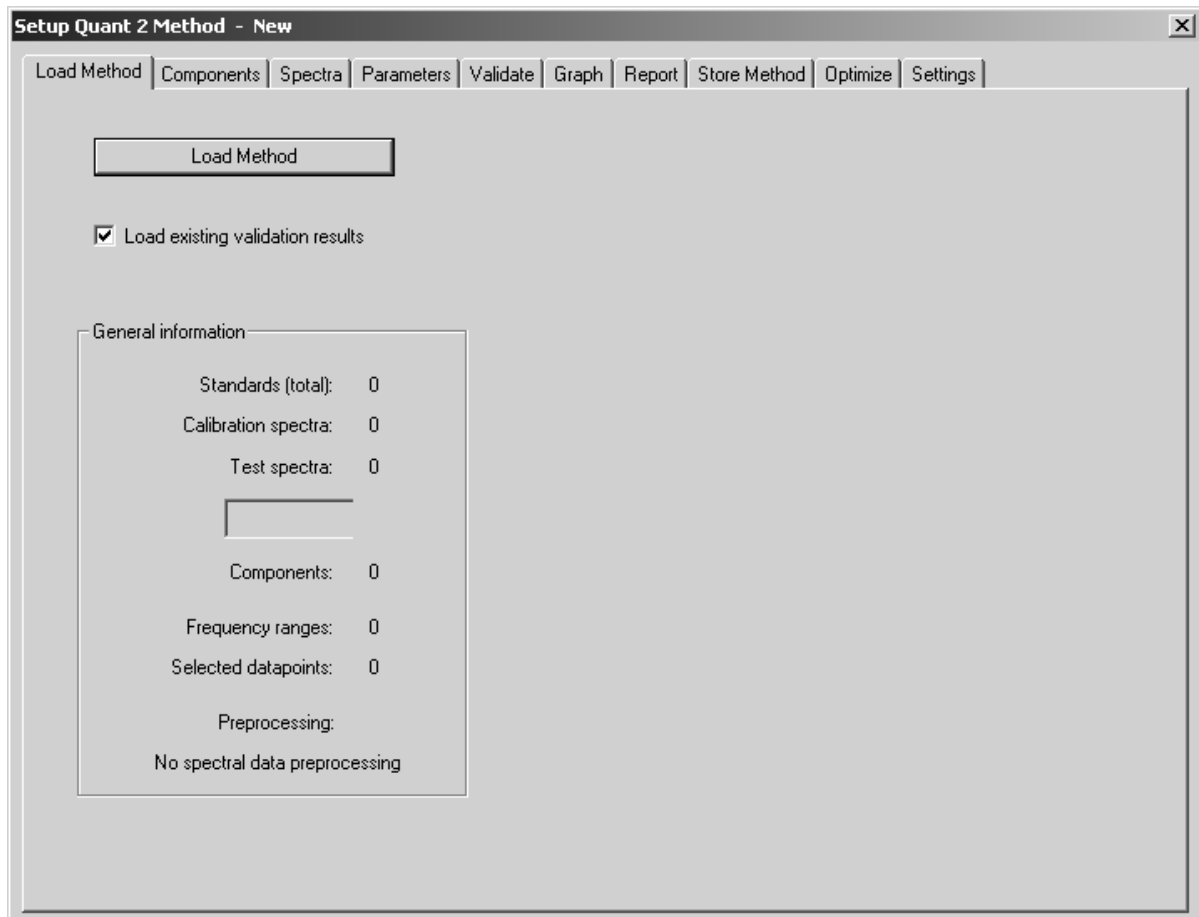 Setup Quant 2 Method - New
Load Method Components Spectra Parameters Validate Graph Report Store Method Optimize Settings
Load Method
Load existing validation results
General information
Standards (total): 0
Calibration spectra: 0
Test spectra: 0
Components: 0
Frequency ranges: 0
Selected datapoints: 0
Preprocessing:
No spectral data preprocessing